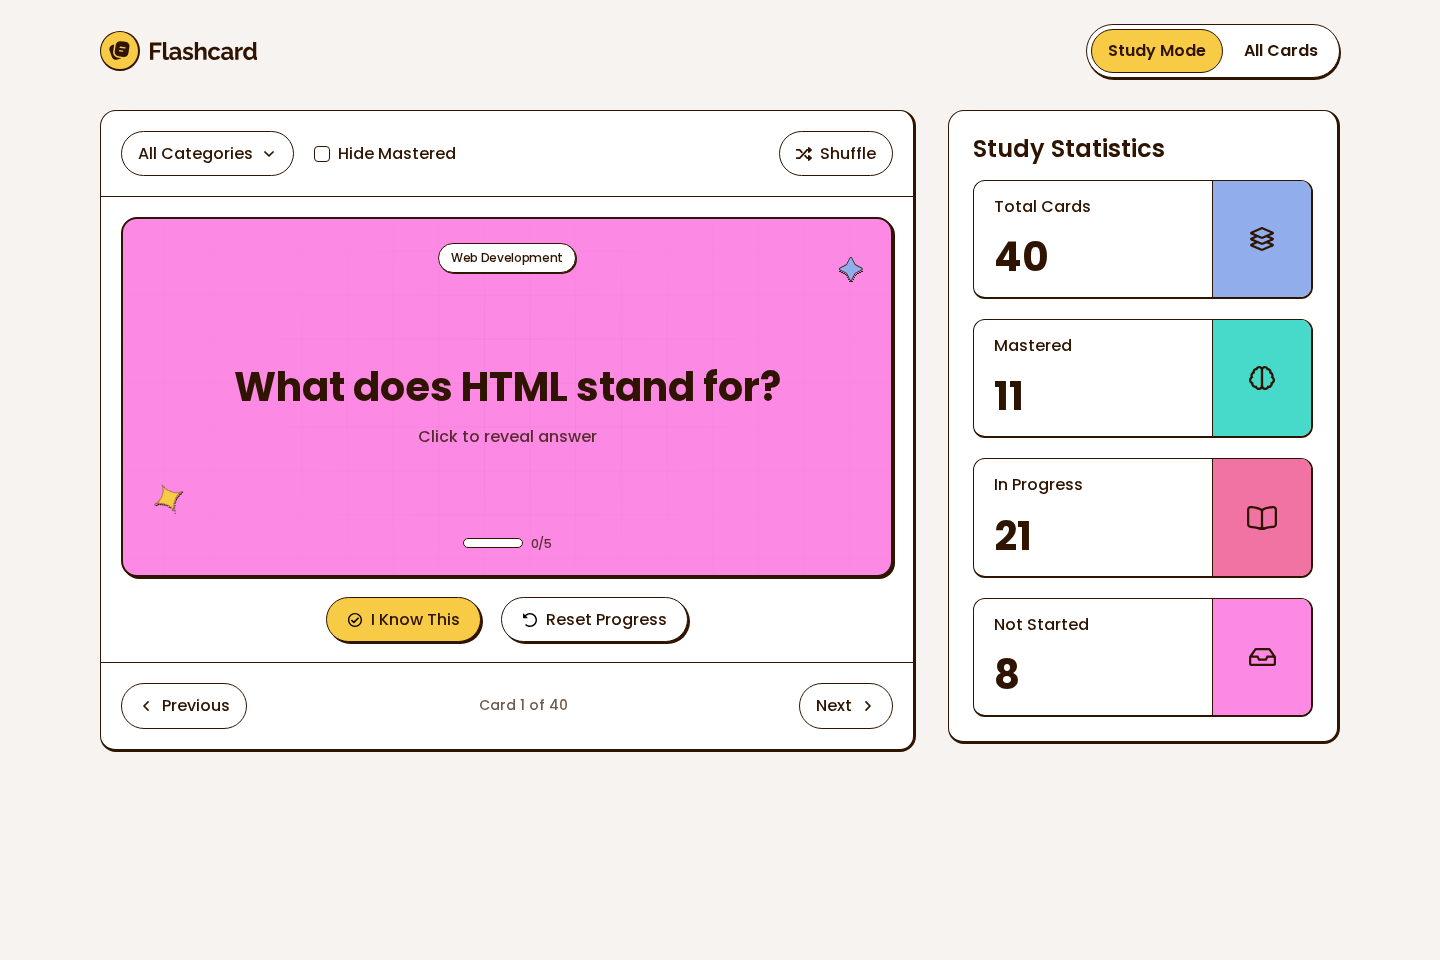 Flashcard
Study Mode
All Cards
All Categories
Hide Mastered
Shuffle
Web Development
What does HTML stand for?
Click to reveal answer
0/5
I Know This
Reset Progress
Previous
Card 1 of 40
Next
Study Statistics
Total Cards
40
Mastered
11
In Progress
21
Not Started
8